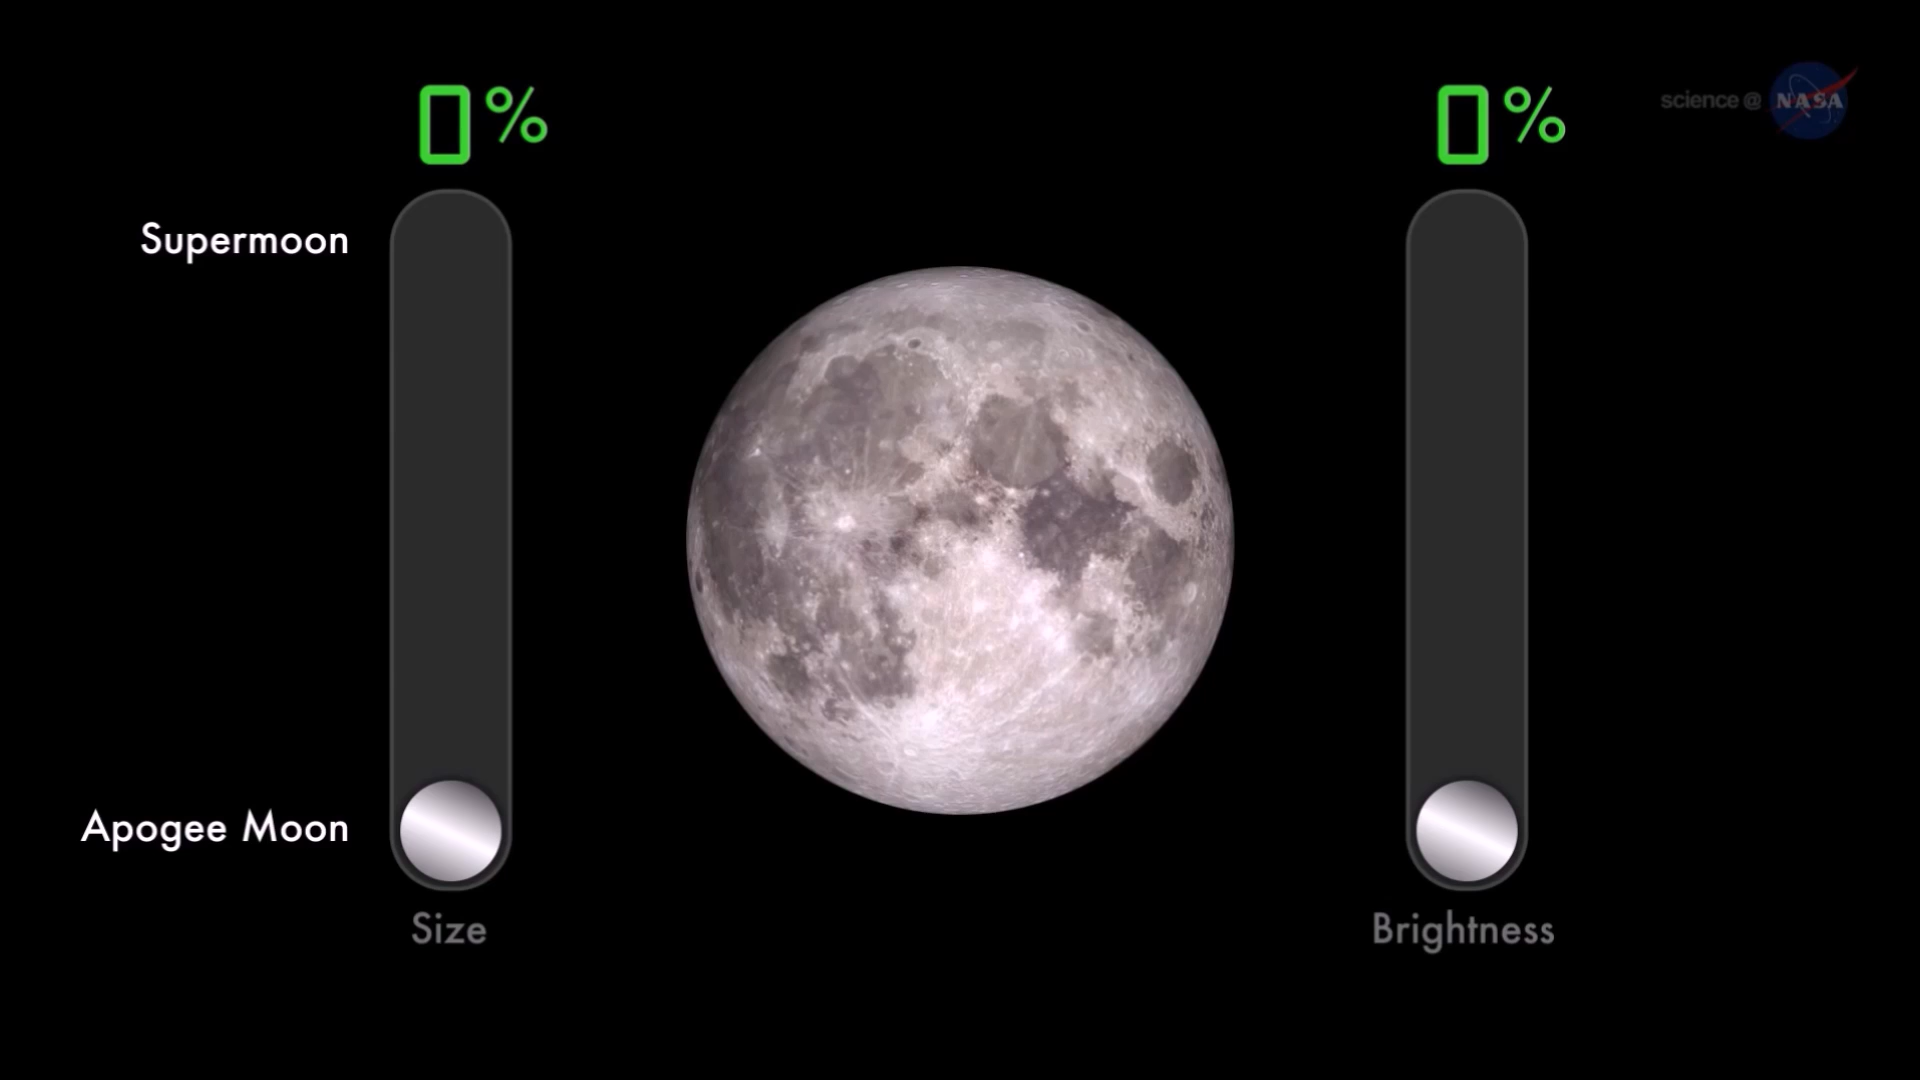 0%
0%
science @ NASA
Supermoon
Apogee Moon
Size
Brightness